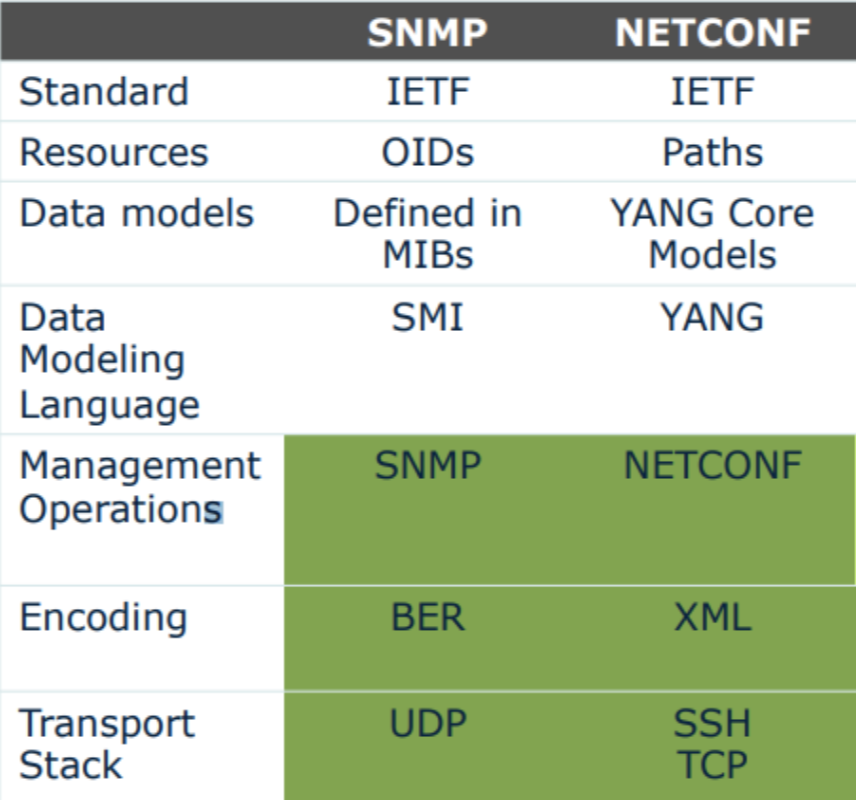 SNMP NETCONF
Standard IETF IETF
Resources OIDs Paths
Data models Defined in YANG Core
MIBs Models
Data SMI YANG
Modeling
Language
Management SNMP NETCONF
Operations
Encoding BER XML
Transport UDP SSH
Stack TCP